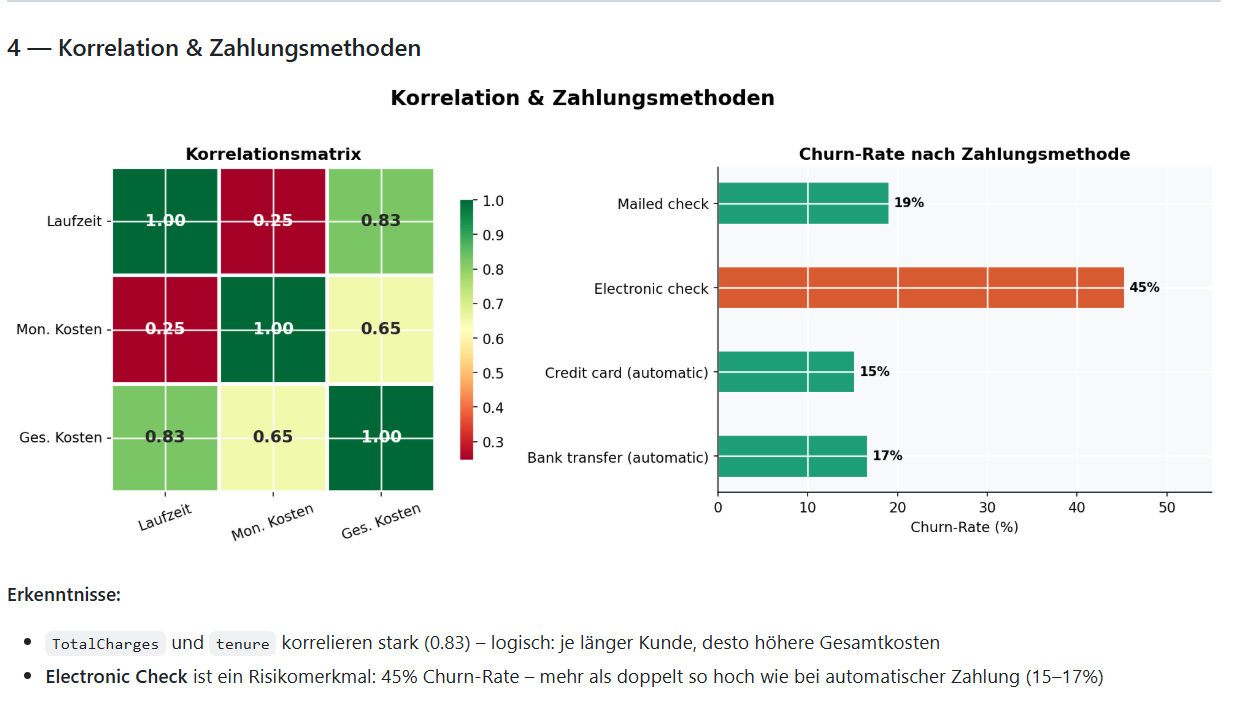 4 — Korrelation & Zahlungsmethoden
Korrelation & Zahlungsmethoden
Korrelationsmatrix
Laufzeit
1.00
0.25
0.83
Mon. Kosten
0.25
1.00
0.65
Ges. Kosten
0.83
0.65
1.00
Laufzeit
Mon. Kosten
Ges. Kosten
1.0
0.9
0.8
0.7
0.6
0.5
0.4
0.3
Churn-Rate nach Zahlungsmethode
Mailed check
19%
Electronic check
45%
Credit card (automatic)
15%
Bank transfer (automatic)
17%
0
10
20
30
40
50
Churn-Rate (%)
Erkenntnisse:
TotalCharges und tenure korrelieren stark (0.83) – logisch: je länger Kunde, desto höhere Gesamtkosten
Electronic Check ist ein Risikomerkmal: 45% Churn-Rate – mehr als doppelt so hoch wie bei automatischer Zahlung (15–17%)